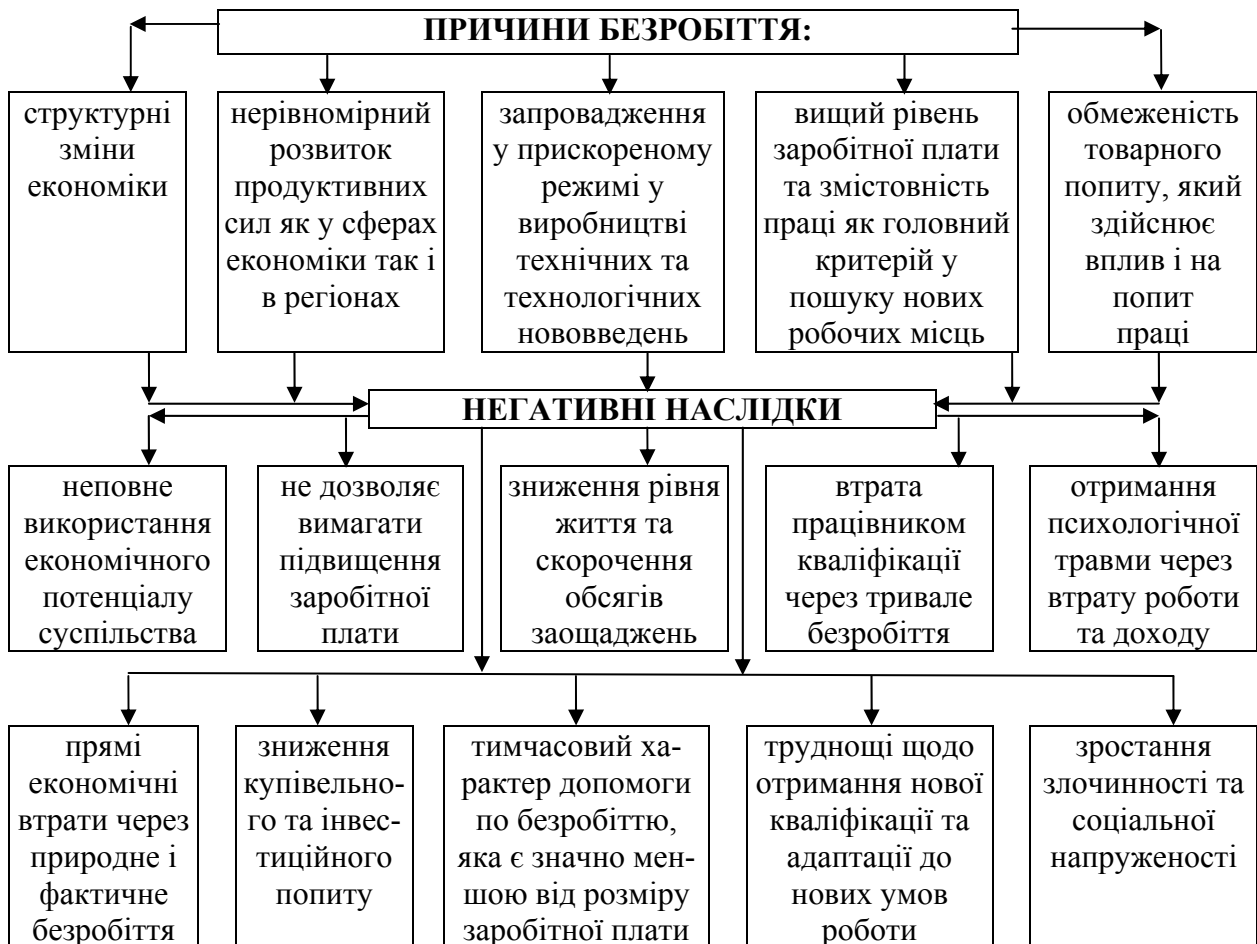 ПРИЧИНИ БЕЗРОБІТТЯ:
структурні
зміни
економіки
нерівномірний
розвиток
продуктивних
сил як у сферах
економіки так і
в регіонах
запровадження
у прискореному
режимі у
виробництві
технічних та
технологічних
нововведень
вищий рівень
заробітної плати
та змістовність
праці як головний
критерій у
пошуку нових
робочих місць
обмеженість
товарного
попиту, який
здійснює
вплив і на
попит
праці
НЕГАТИВНІ НАСЛІДКИ
неповне
використання
економічного
потенціалу
суспільства
не дозволяє
вимагати
підвищення
заробітної
плати
зниження рівня
життя та
скорочення
обсягів
заощаджень
втрата
працівником
кваліфікації
через тривале
безробіття
отримання
психологічної
травми через
втрату роботи
та доходу
прямі
економічні
втрати через
природне і
фактичне
безробіття
зниження
купівельно-
го та інвес-
тиційного
попиту
тимчасовий ха-
рактер допомоги
по безробіттю,
яка є значно мен-
шою від розміру
заробітної плати
труднощі щодо
отримання нової
кваліфікації та
адаптації до
нових умов
роботи
зростання
злочинності та
соціальної
напруженості